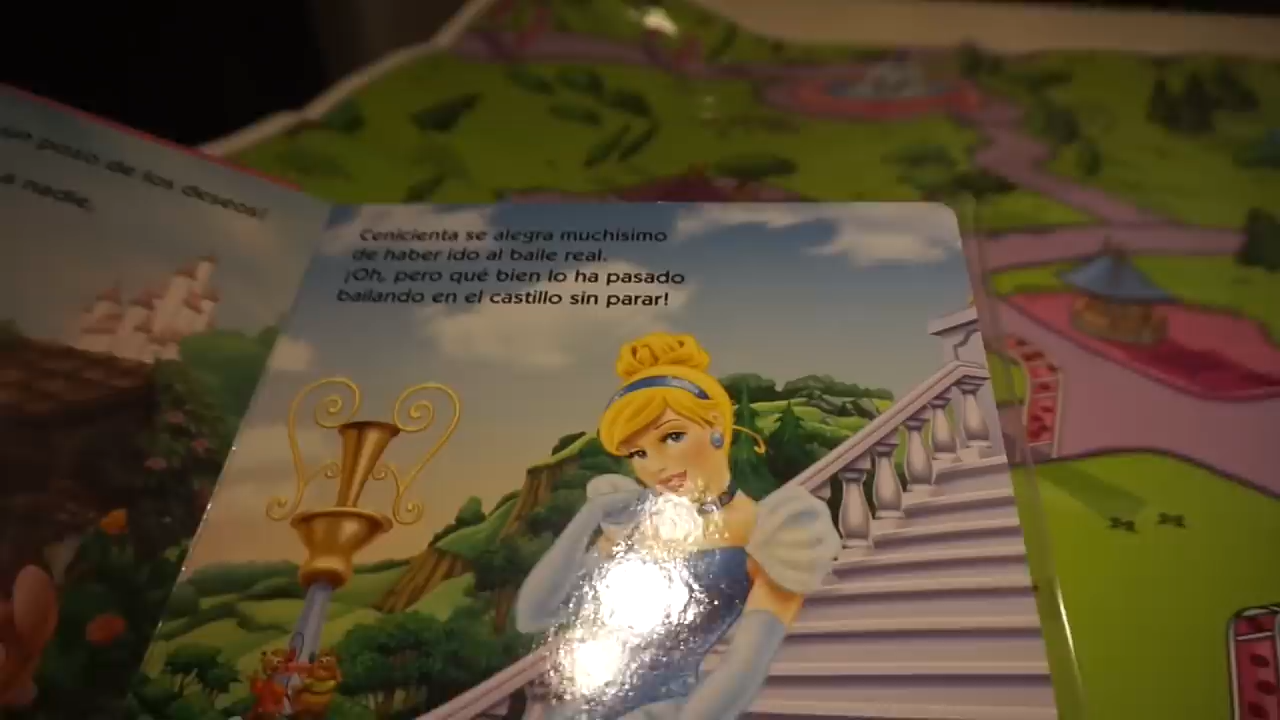 un pozo de los deseos!
a nadie.
Cenicienta se alegra muchísimo
de haber ido al baile real.
¡Oh, pero qué bien lo ha pasado
bailando en el castillo sin parar!